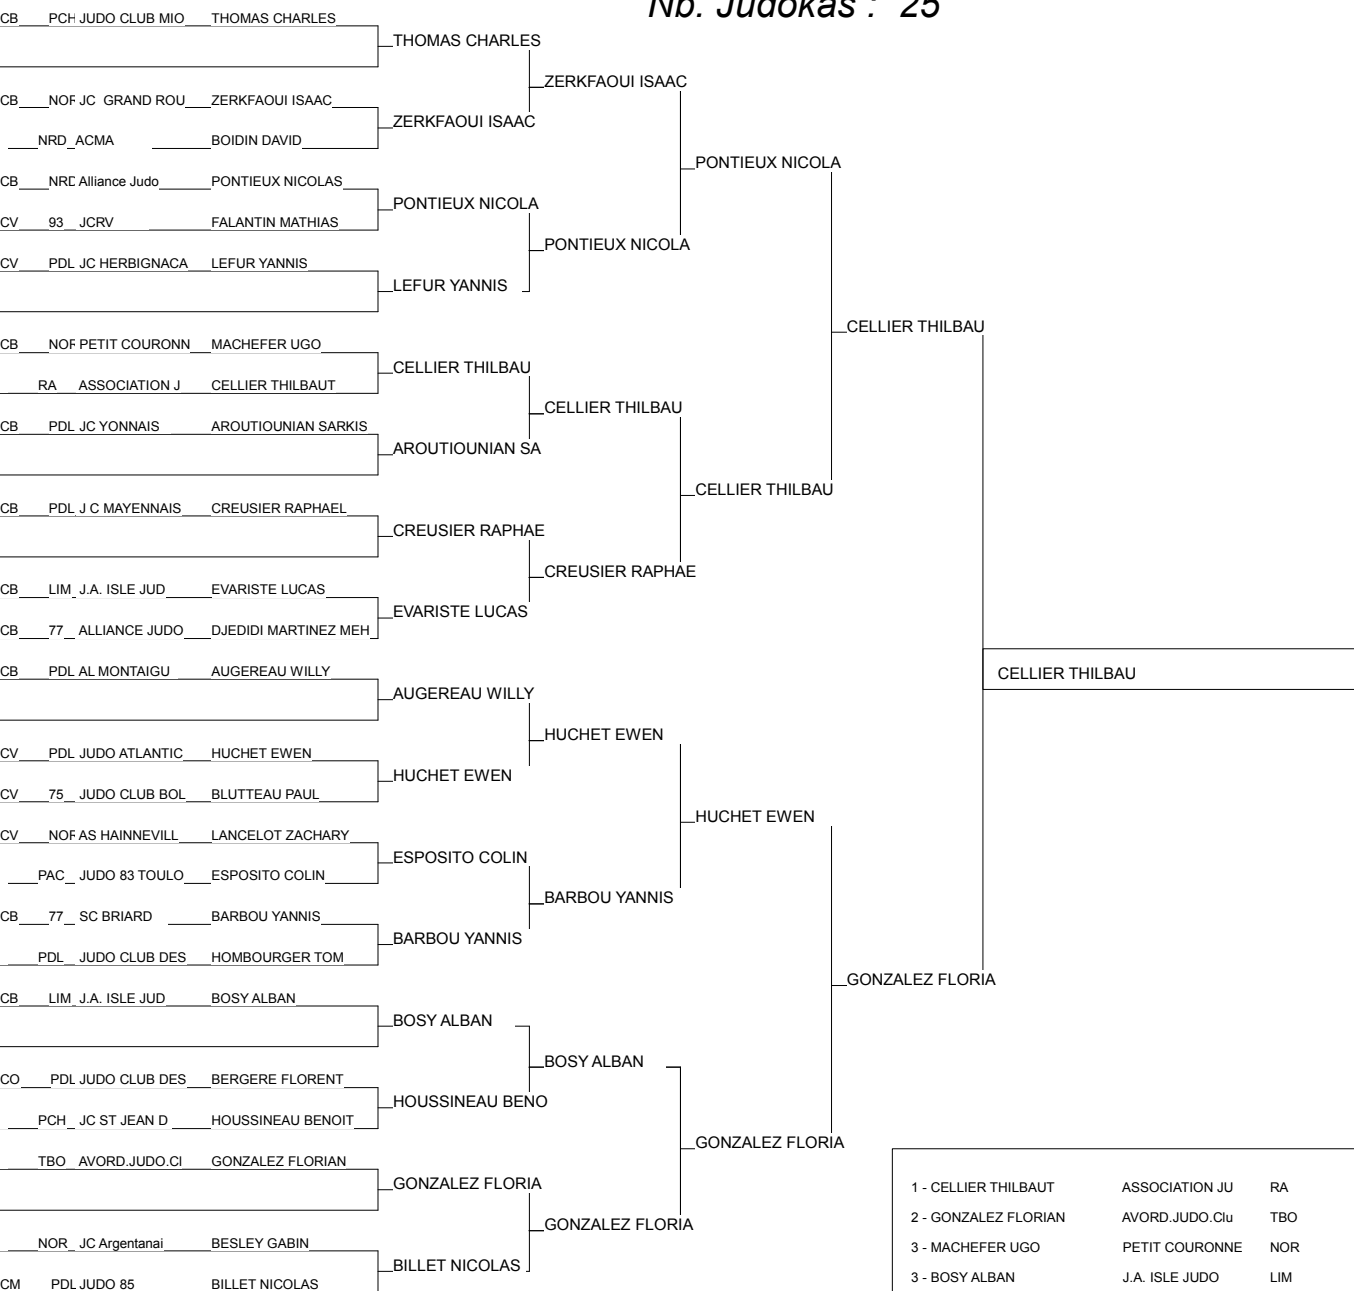 Nb. Judokas : 25
CB PCH JUDO CLUB MIO THOMAS CHARLES
THOMAS CHARLES
ZERKFAOUI ISAAC
CB NOR JC GRAND ROU ZERKFAOUI ISAAC
ZERKFAOUI ISAAC
NRD ACMA BOIDIN DAVID
PONTIEUX NICOLA
CB NRD Alliance Judo PONTIEUX NICOLAS
PONTIEUX NICOLA
CV 93 JCRV FALANTIN MATHIAS
PONTIEUX NICOLA
CV PDL JC HERBIGNACA LEFUR YANNIS
LEFUR YANNIS
CELLIER THILBAU
CB NOR PETIT COURONN MACHEFER UGO
CELLIER THILBAU
RA ASSOCIATION J CELLIER THILBAUT
CELLIER THILBAU
CB PDL JC YONNAIS AROUTIOUNIAN SARKIS
AROUTIOUNIAN SA
CELLIER THILBAU
CB PDL J C MAYENNAIS CREUSIER RAPHAEL
CREUSIER RAPHAE
CREUSIER RAPHAE
CB LIM J.A. ISLE JUD EVARISTE LUCAS
EVARISTE LUCAS
CB 77 ALLIANCE JUDO DJEDIDI MARTINEZ MEH
CB PDL AL MONTAIGU AUGEREAU WILLY
CELLIER THILBAU
AUGEREAU WILLY
HUCHET EWEN
CV PDL JUDO ATLANTIC HUCHET EWEN
HUCHET EWEN
CV 75 JUDO CLUB BOL BLUTTEAU PAUL
HUCHET EWEN
CV NOR AS HAINNEVILL LANCELOT ZACHARY
ESPOSITO COLIN
PAC JUDO 83 TOULO ESPOSITO COLIN
BARBOU YANNIS
CB 77 SC BRIARD BARBOU YANNIS
BARBOU YANNIS
PDL JUDO CLUB DES HOMBOURGER TOM
GONZALEZ FLORIA
CB LIM J.A. ISLE JUD BOSY ALBAN
BOSY ALBAN
BOSY ALBAN
CO PDL JUDO CLUB DES BERGERE FLORENT
HOUSSINEAU BENO
PCH JC ST JEAN D HOUSSINEAU BENOIT
GONZALEZ FLORIA
TBO AVORD.JUDO.Cl GONZALEZ FLORIAN
GONZALEZ FLORIA
GONZALEZ FLORIA
NOR JC Argentanai BESLEY GABIN
BILLET NICOLAS
CM PDL JUDO 85 BILLET NICOLAS
1 - CELLIER THILBAUT ASSOCIATION JU RA
2 - GONZALEZ FLORIAN AVORD.JUDO.Clu TBO
3 - MACHEFER UGO PETIT COURONNE NOR
3 - BOSY ALBAN J.A. ISLE JUDO LIM